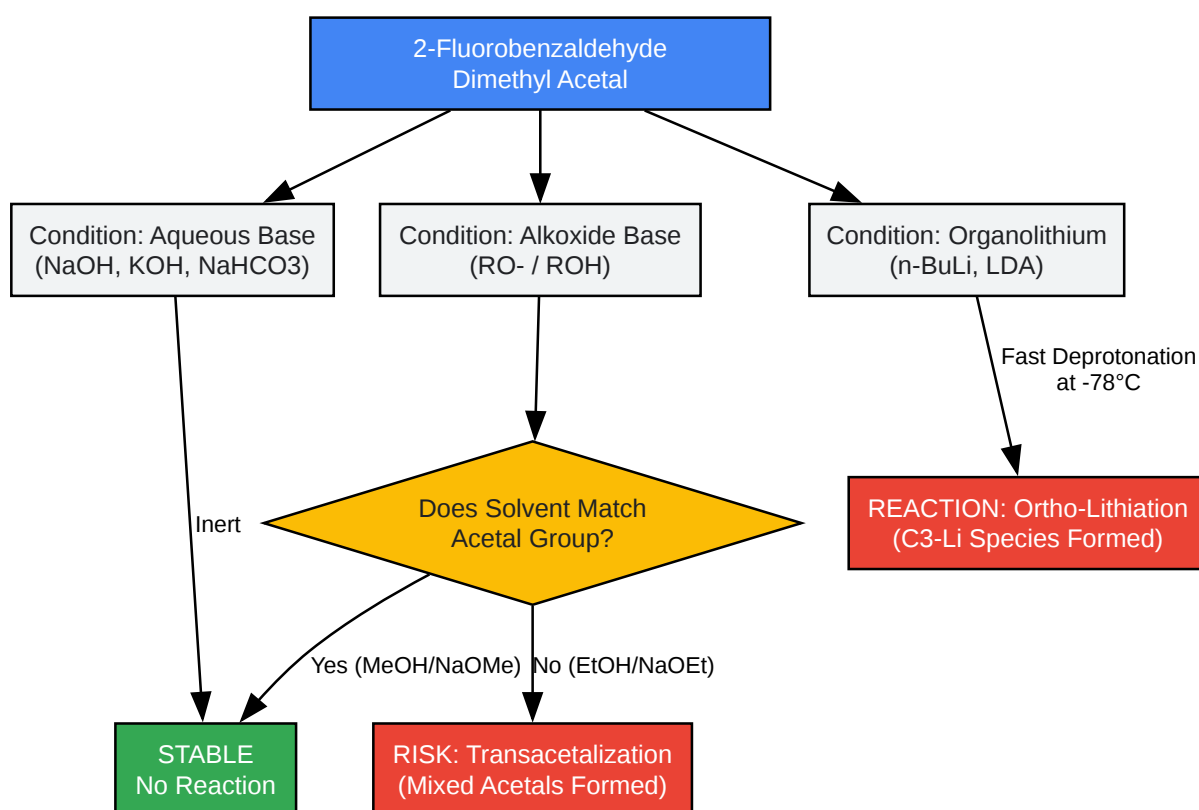 2-Fluorobenzaldehyde
Dimethyl Acetal
Condition: Aqueous Base
(NaOH, KOH, NaHCO3)
Condition: Alkoxide Base
(RO- / ROH)
Condition: Organolithium
(n-BuLi, LDA)
Fast Deprotonation
at -78°C
Does Solvent Match
Acetal Group?
Inert
REACTION: Ortho-Lithiation
(C3-Li Species Formed)
Yes (MeOH/NaOMe)
No (EtOH/NaOEt)
STABLE
No Reaction
RISK: Transacetalization
(Mixed Acetals Formed)